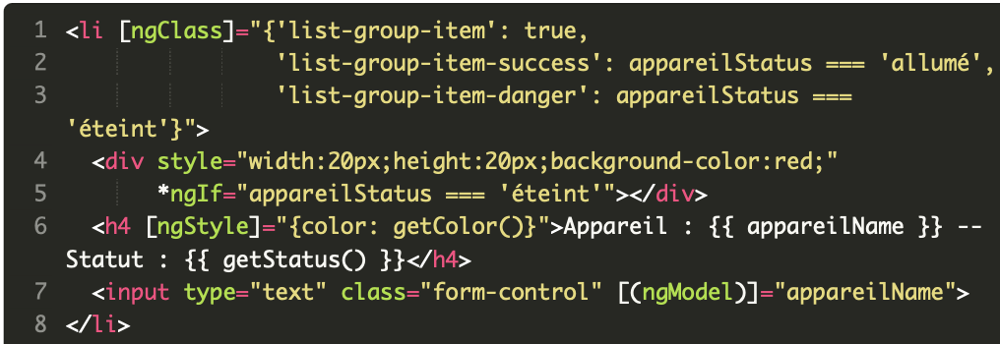 1 <li [ngClass]="{'list-group-item': true,
2 'list-group-item-success': appareilStatus === 'allumé',
3 'list-group-item-danger': appareilStatus ===
'éteint'}">
4 <div style="width:20px;height:20px;background-color:red;"
5 *ngIf="appareilStatus === 'éteint'"></div>
6 <h4 [ngStyle]="{color: getColor()}">Appareil : {{ appareilName }} --
Statut : {{ getStatus() }}</h4>
7 <input type="text" class="form-control" [(ngModel)]="appareilName">
8 </li>